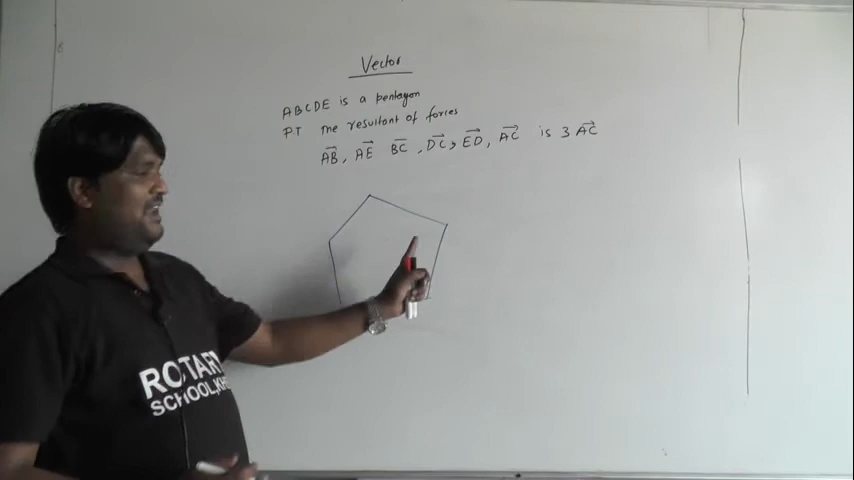 Vector
ABCDE is a pentagon
PT The resultant of forces
AB, AE BC, DC, ED, AC is 3 AC
ROTARY
SCHOOL, KH